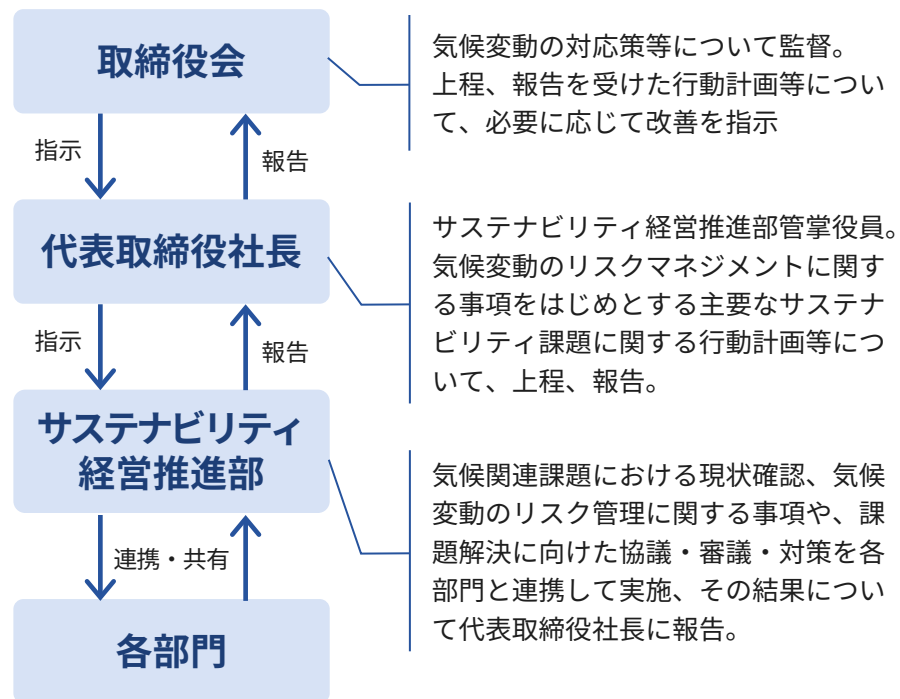 取締役会
気候変動の対応策等について監督。
上程、報告を受けた行動計画等につい
て、必要に応じて改善を指示
指示
報告
代表取締役社長
サステナビリティ経営推進部管掌役員。
気候変動のリスクマネジメントに関す
る事項をはじめとする主要なサステナ
ビリティ課題に関する行動計画等につ
いて、上程、報告。
指示
報告
サステナビリティ
経営推進部
気候関連課題における現状確認、気候
変動のリスク管理に関する事項や、課
題解決に向けた協議・審議・対策を各
部門と連携して実施、その結果につい
て代表取締役社長に報告。
連携・共有
各部門